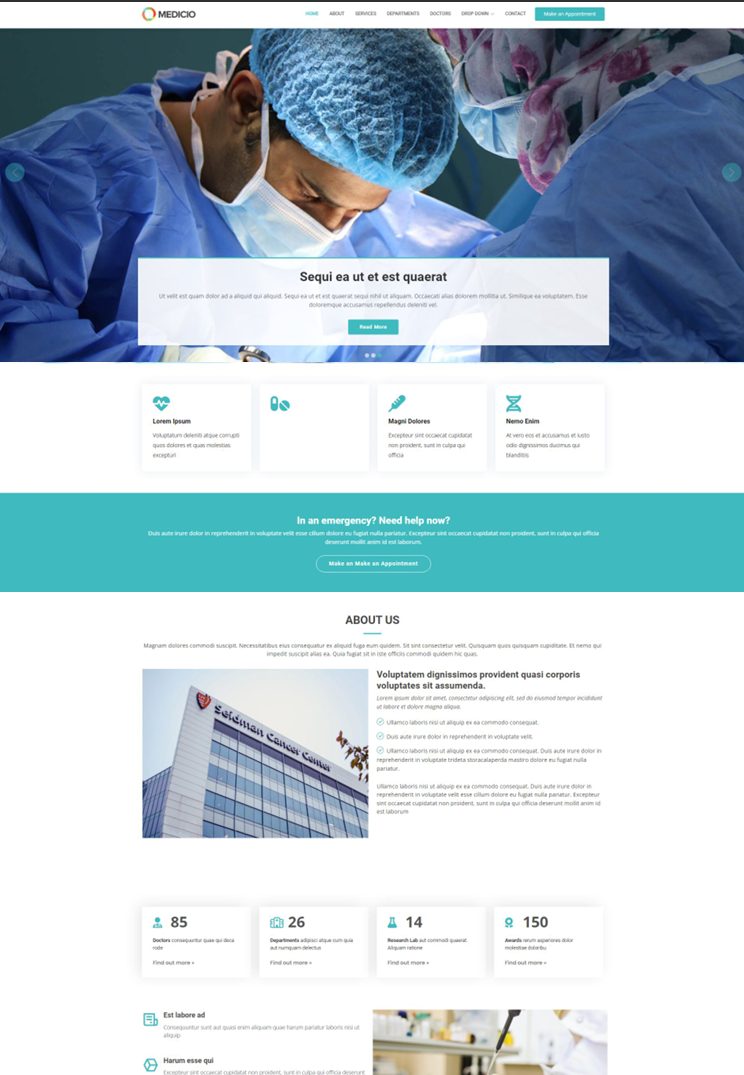 MEDICIO
HOME ABOUT SERVICES DEPARTMENTS DOCTORS DROP DOWN CONTACT Make an Appointment
Sequi ea ut et est quaerat
Ut velit est quam dolor ad a aliquid qui aliquid. Sequi ea ut et est quaerat sequi nihil ut aliquam. Occaecati alias dolorem mollitia ut. Similique ea voluptatem. Esse
doloremque accusamus repellendus deleniti vel.
Read More
Lorem Ipsum
Voluptatum deleniti atque corrupti
quos dolores et quas molestias
excepturi
Magni Dolores
Excepteur sint occaecat cupidatat
non proident, sunt in culpa qui
officia
Nemo Enim
At vero eos et accusamus et iusto
odio dignissimos ducimus qui
blanditiis
In an emergency? Need help now?
Duis aute irure dolor in reprehenderit in voluptate velit esse cillum dolore eu fugiat nulla pariatur. Excepteur sint occaecat cupidatat non proident, sunt in culpa qui officia
deserunt mollit anim id est laborum.
Make an Make an Appointment
ABOUT US
Magnam dolores commodi suscipit. Necessitatibus eius consequatur ex aliquid fuga eum quidem. Sit sint consectetur velit. Quisquam quos quisquam cupiditate. Et nemo qui
impedit suscipit alias ea. Quia fugiat sit in iste officiis commodi quidem hic quas.
Seidman Cancer Center
Voluptatem dignissimos provident quasi corporis
voluptates sit assumenda.
Lorem ipsum dolor sit amet, consectetur adipiscing elit, sed do eiusmod tempor incididunt
ut labore et dolore magna aliqua.
Ullamco laboris nisi ut aliquip ex ea commodo consequat.
Duis aute irure dolor in reprehenderit in voluptate velit.
Ullamco laboris nisi ut aliquip ex ea commodo consequat. Duis aute irure dolor in
reprehenderit in voluptate trideta storacalaperda mastiro dolore eu fugiat nulla
pariatur.
Ullamco laboris nisi ut aliquip ex ea commodo consequat. Duis aute irure dolor in
reprehenderit in voluptate velit esse cillum dolore eu fugiat nulla pariatur. Excepteur
sint occaecat cupidatat non proident, sunt in culpa qui officia deserunt mollit anim id
est laborum
85
Doctors consequuntur quae qui deca
rode
Find out more »
26
Departments adipisci atque cum quia
aut numquam delectus
Find out more »
14
Research Lab aut commodi quaerat.
Aliquam ratione
Find out more »
150
Awards rerum asperiores dolor
molestiae doloribu
Find out more »
Est labore ad
Consequuntur sunt aut quasi enim aliquam quae harum pariatur laboris nisi ut
aliquip
Harum esse qui
Excepteur sint occaecat cupidatat non proident, sunt in culpa qui officia deserunt